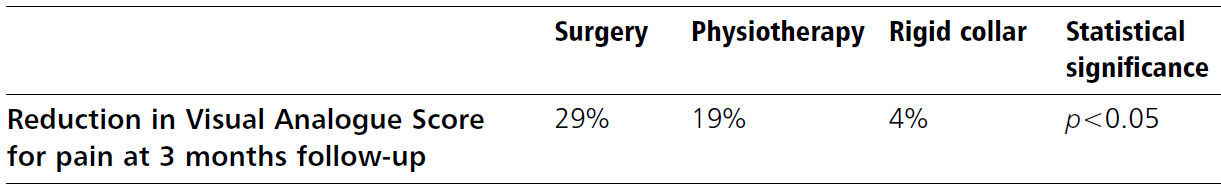 Surgery Physiotherapy Rigid collar Statistical
significance
Reduction in Visual Analogue Score 29% 19% 4% p<0.05
for pain at 3 months follow-up